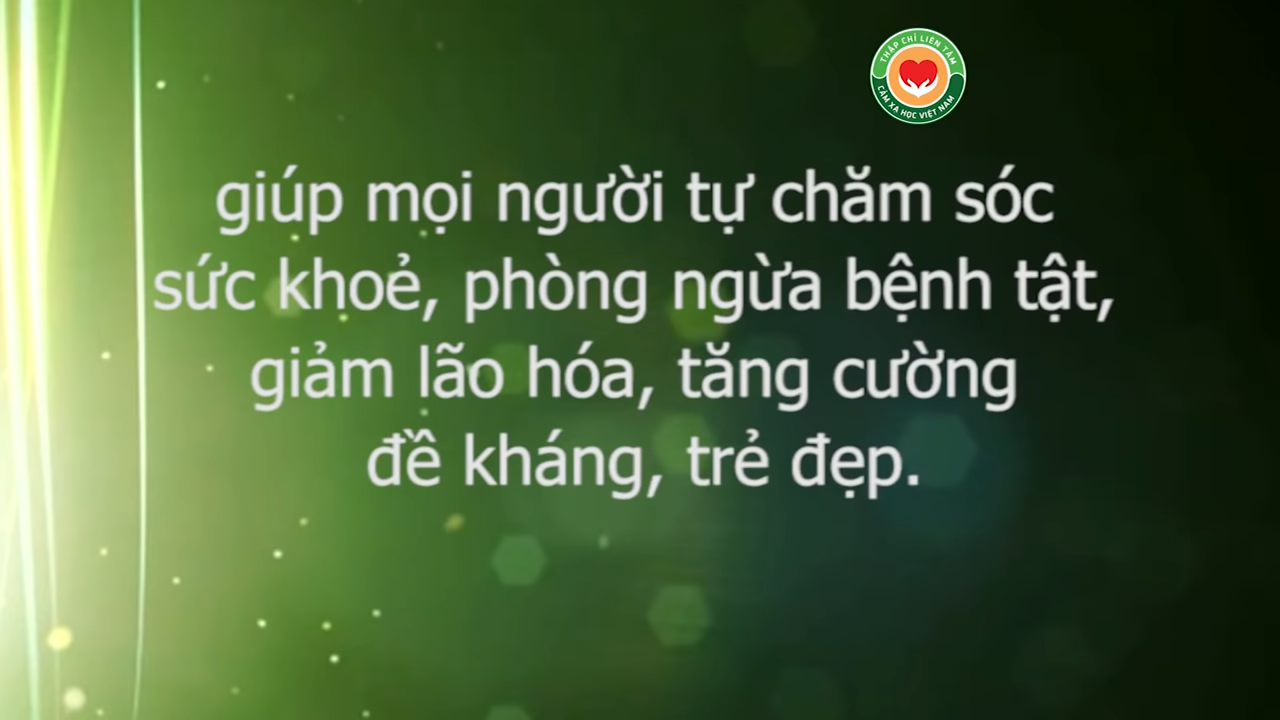 THẬP CHỈ LIÊN TÂM
CẢM XẠ HỌC VIỆT NAM
giúp mọi người tự chăm sóc
sức khoẻ, phòng ngừa bệnh tật,
giảm lão hóa, tăng cường
đề kháng, trẻ đẹp.